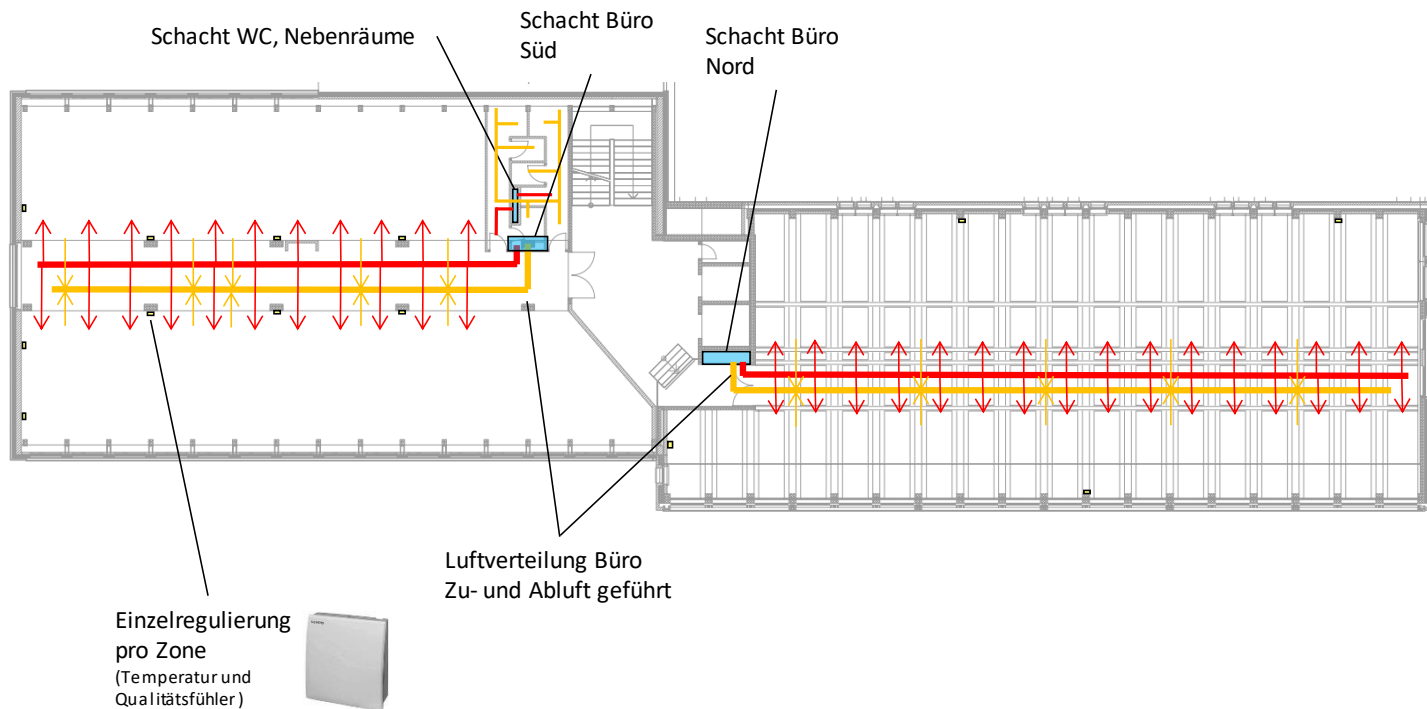 Schacht WC, Nebenräume
Schacht Büro
Süd
Schacht Büro
Nord
Luftverteilung Büro
Zu- und Abluft geführt
Einzelregulierung
pro Zone
(Temperatur und
Qualitätsfühler)